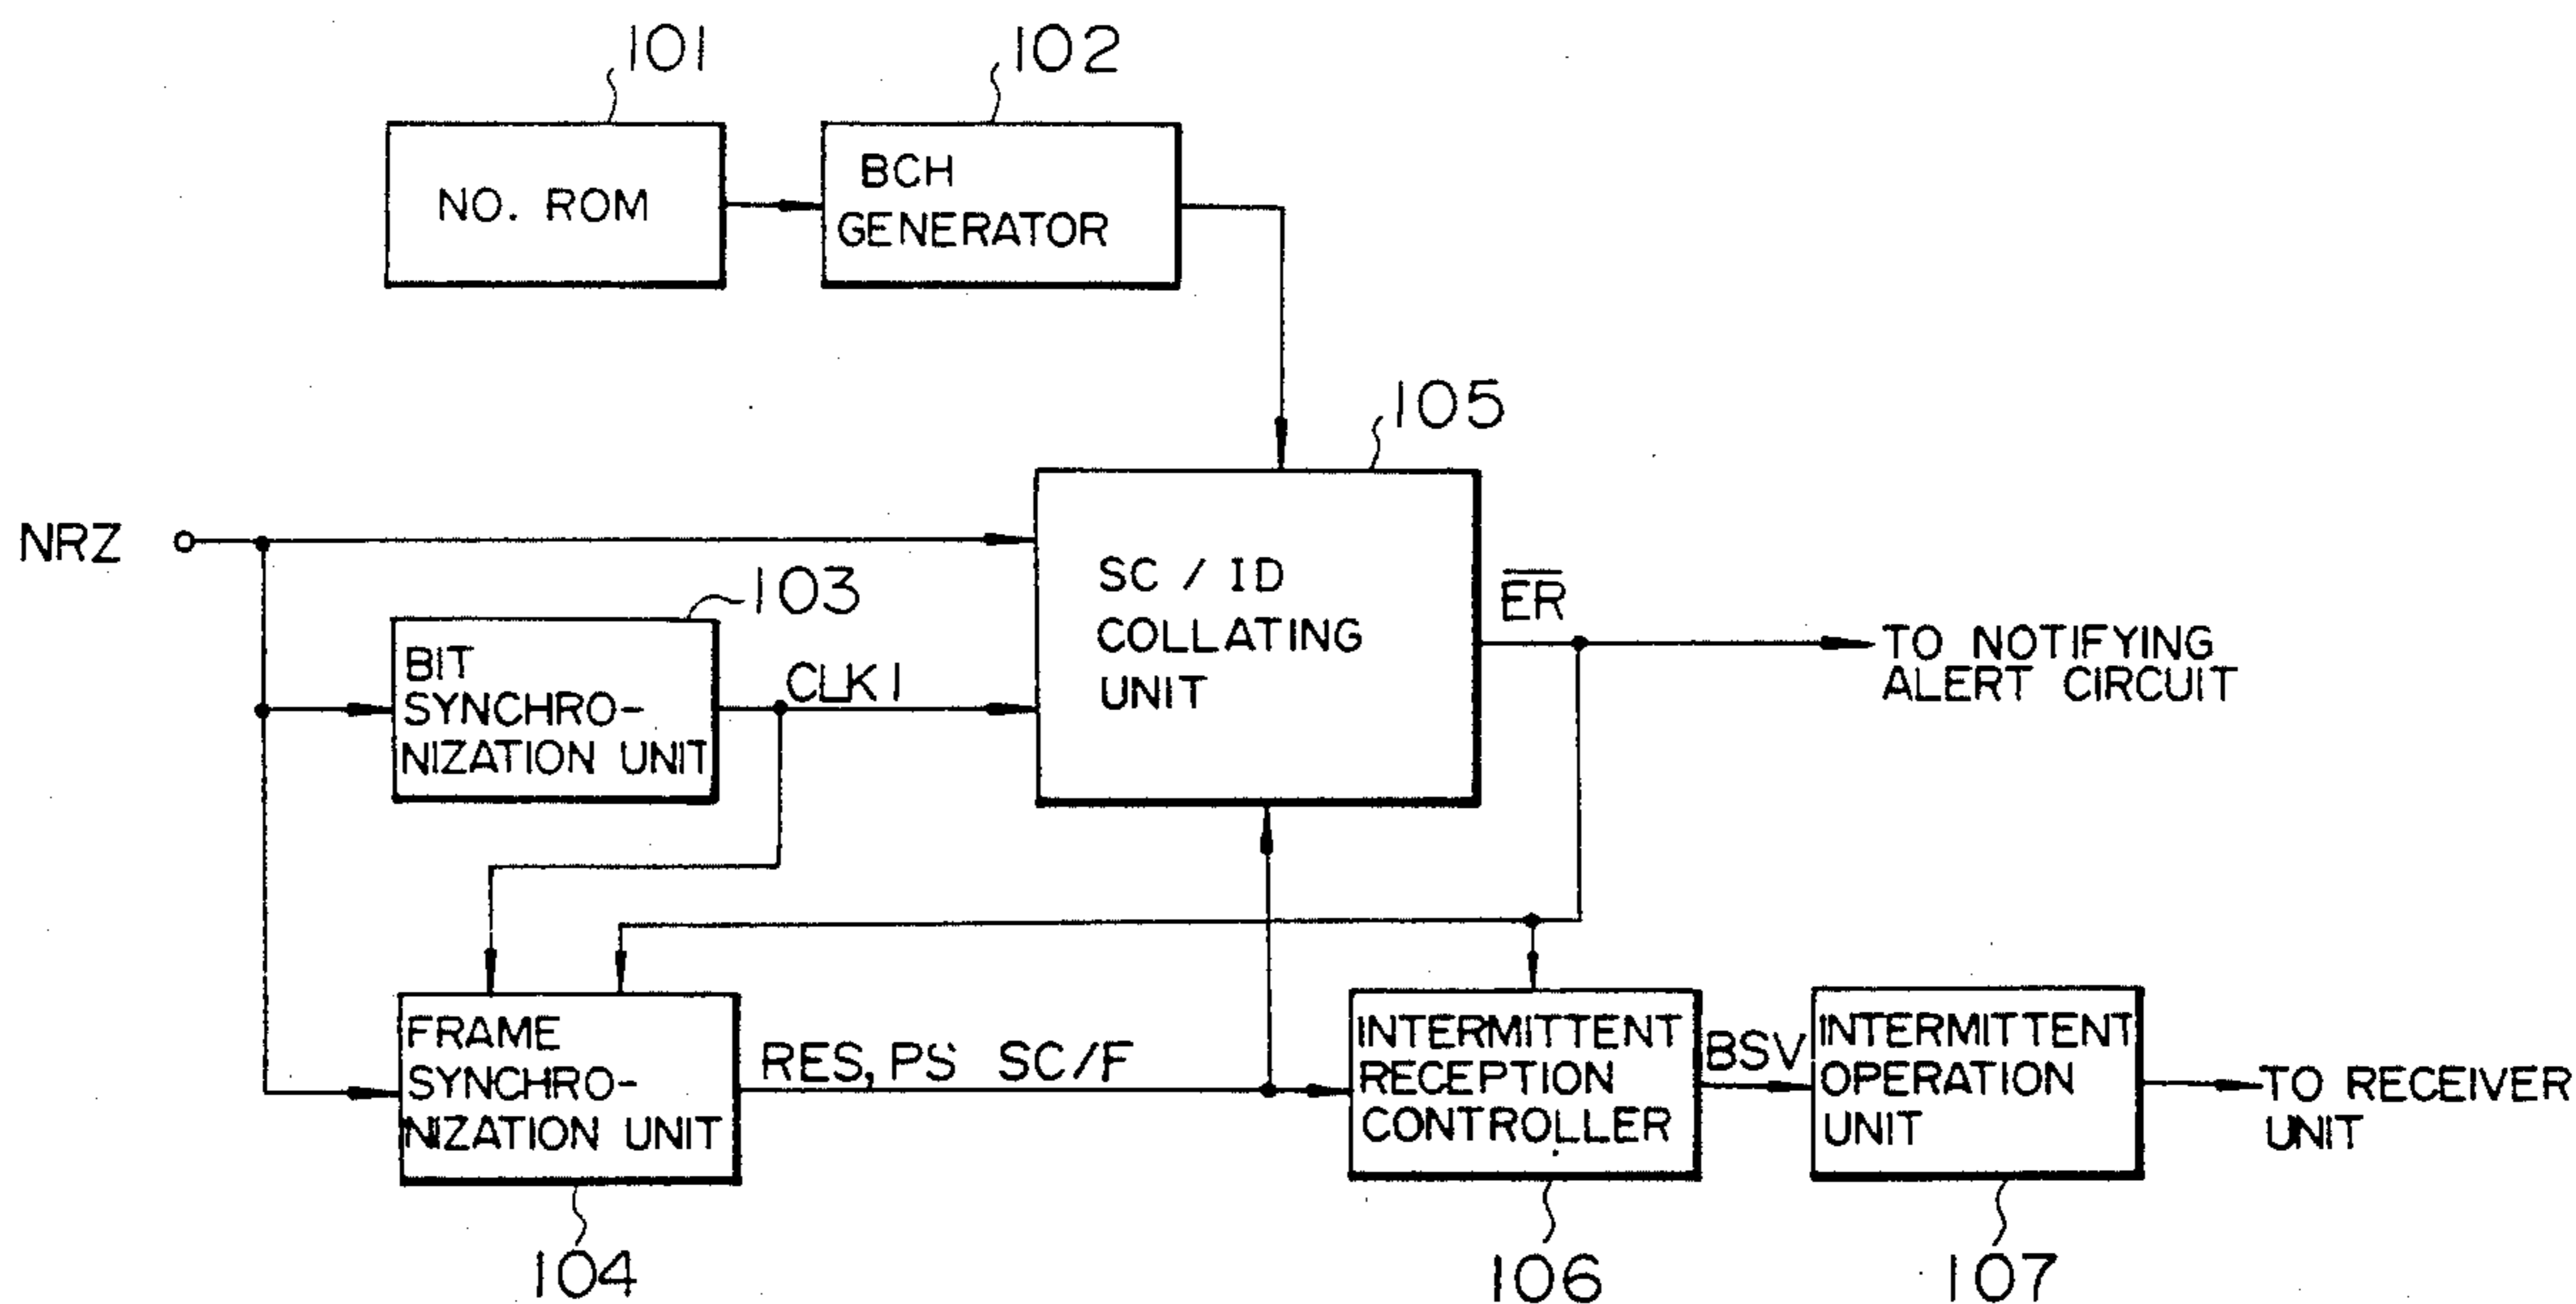 101
102
NO. ROM
BCH
GENERATOR
105
NRZ
103
SC / ID
COLLATING
UNIT
E̅R̅
BIT
SYNCHRO-
NIZATION UNIT
CLK1
TO NOTIFYING
ALERT CIRCUIT
FRAME
SYNCHRO-
NIZATION UNIT
RES, PS SC/F
INTERMITTENT
RECEPTION
CONTROLLER
BSV
INTERMITTENT
OPERATION
UNIT
TO RECEIVER
UNIT
104
106
107